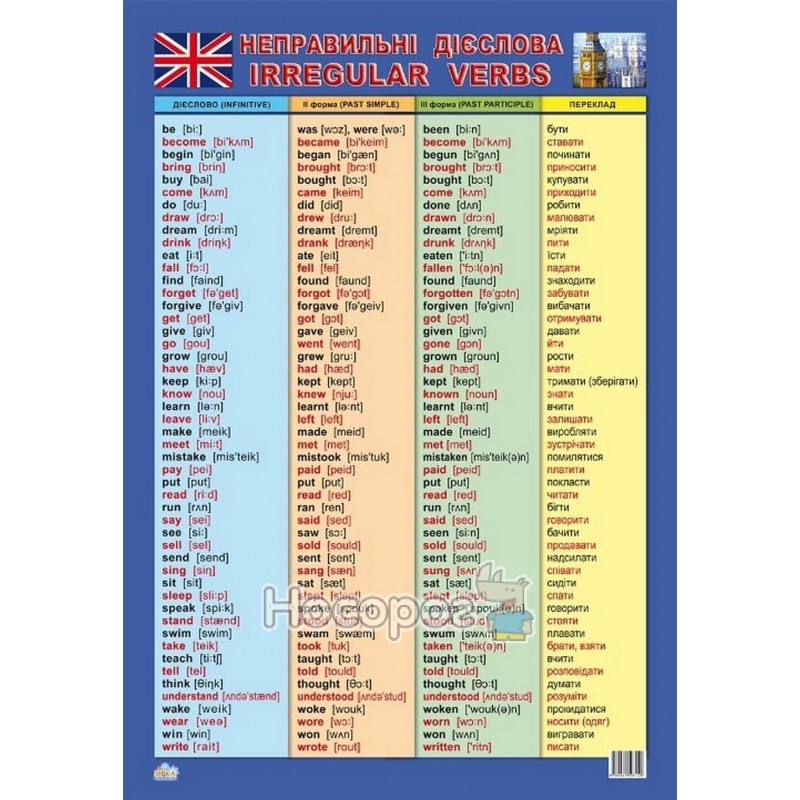 НЕПРАВИЛЬНІ ДІЄСЛОВА
IRREGULAR VERBS
ДІЄСЛОВО (INFINITIVE) II форма (PAST SIMPLE) III форма (PAST PARTICIPLE) ПЕРЕКЛАД
be [bi:] was [wɔz], were [wə:] been [bi:n] бути
become [bi'kʌm] became [bi'keim] become [bi'kʌm] ставати
begin [bi'gin] began [bi'gæn] begun [bi'gʌn] починати
bring [briŋ] brought [brɔ:t] brought [brɔ:t] приносити
buy [bai] bought [bɔ:t] bought [bɔ:t] купувати
come [kʌm] came [keim] come [kʌm] приходити
do [du:] did [did] done [dʌn] робити
draw [drɔ:] drew [dru:] drawn [drɔ:n] малювати
dream [dri:m] dreamt [dremt] dreamt [dremt] мріяти
drink [driŋk] drank [dræŋk] drunk [drʌŋk] пити
eat [i:t] ate [eit] eaten ['i:tn] їсти
fall [fɔ:l] fell [fel] fallen ['fɔ:l(ə)n] падати
find [faind] found [faund] found [faund] знаходити
forget [fə'get] forgot [fə'gɔt] forgotten [fə'gɔtn] забувати
forgive [fə'giv] forgave [fə'geiv] forgiven [fə'givn] вибачати
get [get] got [gɔt] got [gɔt] отримувати
give [giv] gave [geiv] given [givn] давати
go [gou] went [went] gone [gɔn] йти
grow [grou] grew [gru:] grown [groun] рости
have [hæv] had [hæd] had [hæd] мати
keep [ki:p] kept [kept] kept [kept] тримати (зберігати)
know [nou] knew [nju:] known [noun] знати
learn [lə:n] learnt [lə:nt] learnt [lə:nt] вчити
leave [li:v] left [left] left [left] залишати
make [meik] made [meid] made [meid] виробляти
meet [mi:t] met [met] met [met] зустрічати
mistake [mis'teik] mistook [mis'tuk] mistaken [mis'teik(ə)n] помилятися
pay [pei] paid [peid] paid [peid] платити
put [put] put [put] put [put] покласти
read [ri:d] read [red] read [red] читати
run [rʌn] ran [ren] run [rʌn] бігти
say [sei] said [sed] said [sed] говорити
see [si:] saw [sɔ:] seen [si:n] бачити
sell [sel] sold [sould] sold [sould] продавати
send [send] sent [sent] sent [sent] надсилати
sing [siŋ] sang [sæŋ] sung [sʌŋ] співати
sit [sit] sat [sæt] sat [sæt] сидіти
sleep [sli:p] slept [slept] slept [slept] спати
speak [spi:k] spoke [spouk] spoken [spouk(ə)n] говорити
stand [stænd] stood [stud] stood [stud] стояти
swim [swim] swam [swæm] swum [swʌm] плавати
take [teik] took [tuk] taken ['teik(ə)n] брати, взяти
teach [ti:tʃ] taught [tɔ:t] taught [tɔ:t] вчити
tell [tel] told [tould] told [tould] розповідати
think [θiŋk] thought [θɔ:t] thought [θɔ:t] думати
understand [ʌndə'stænd] understood [ʌndə'stud] understood [ʌndə'stud] розуміти
wake [weik] woke [wouk] woken ['wouk(ə)n] прокидатися
wear [weə] wore [wɔ:] worn [wɔ:n] носити (одяг)
win [win] won [wʌn] won [wʌn] вигравати
write [rait] wrote [rout] written ['ritn] писати
Носорог